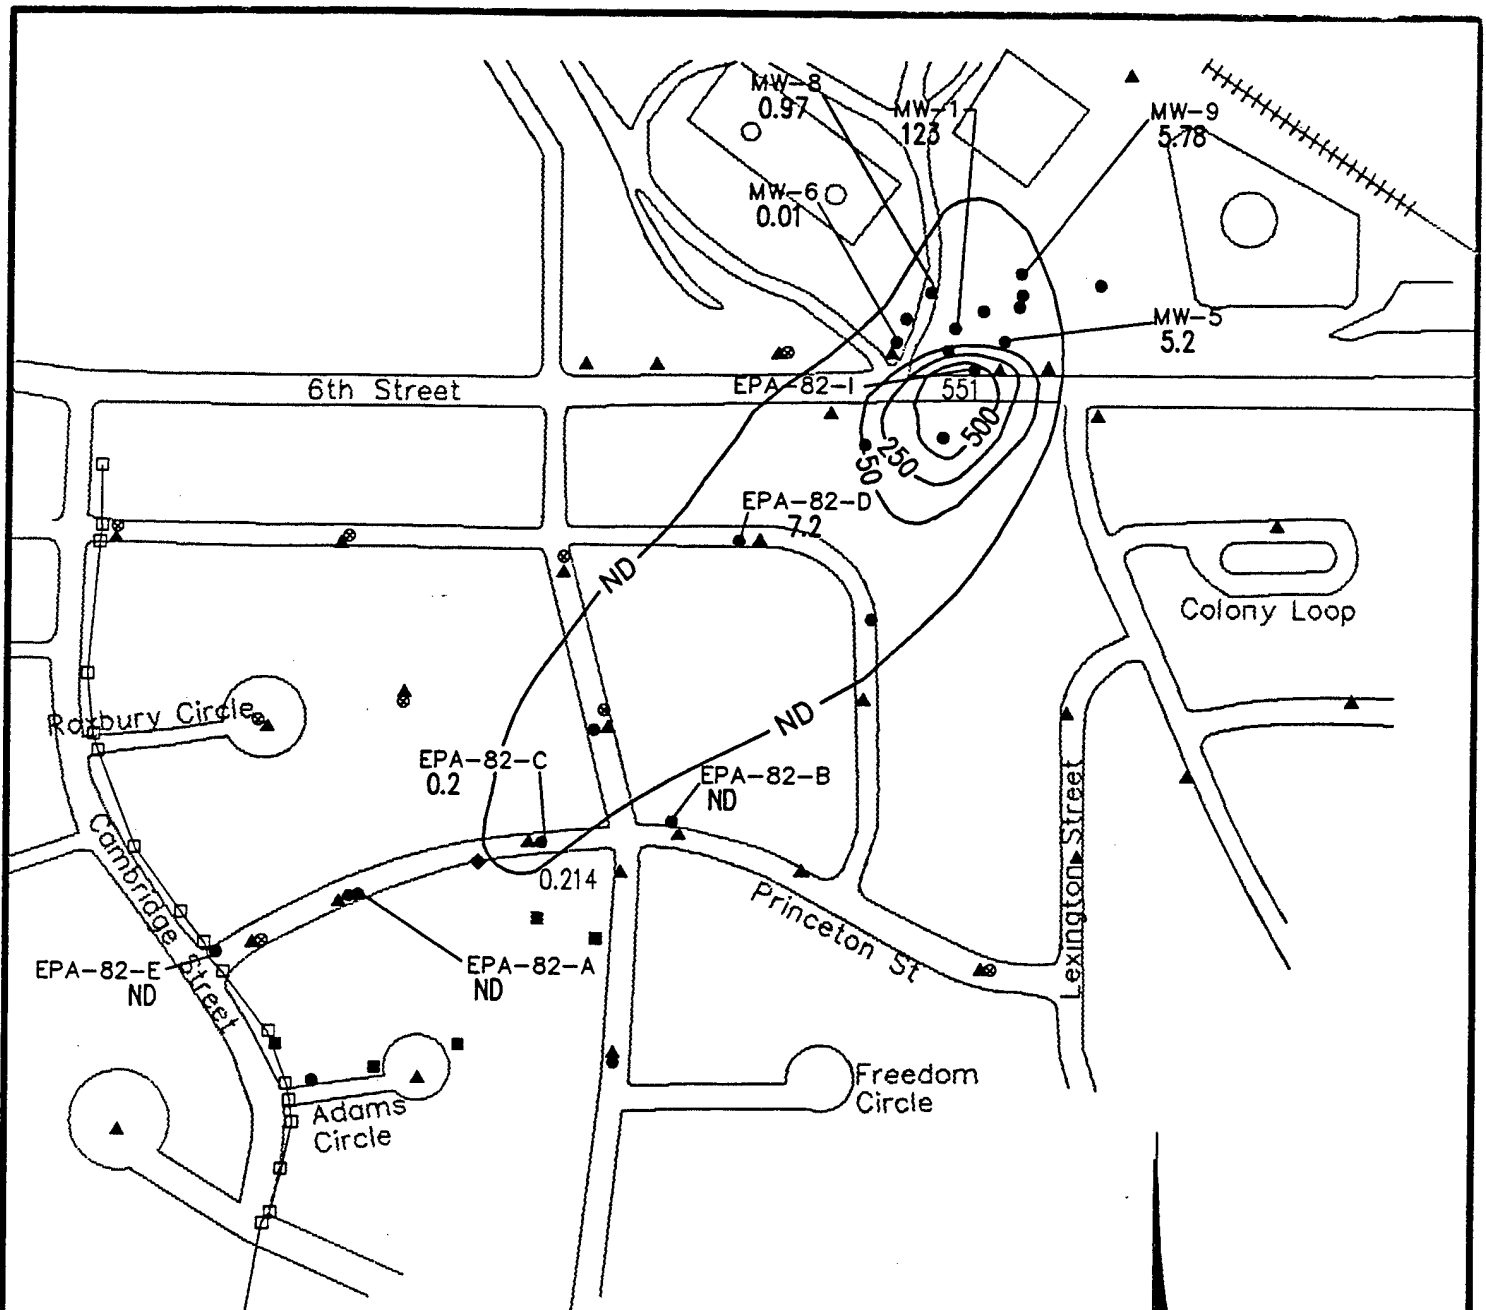 MW-8
0.97
MW-1
123
MW-9
5.78
MW-6
0.01
MW-5
5.2
EPA-82-I
551
6th Street
500
250
50
EPA-82-D
7.2
ND
Colony Loop
Roxbury Circle
ND
EPA-82-C
0.2
EPA-82-B
ND
Lexington Street
Cambridge Street
0.214
Princeton St
EPA-82-E
ND
EPA-82-A
ND
Freedom
Circle
Adams
Circle